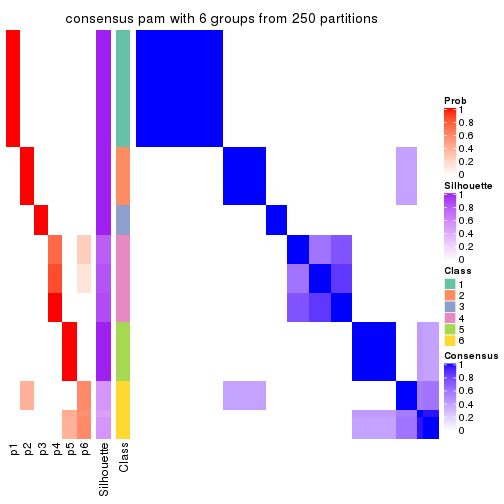 consensus pam with 6 groups from 250 partitions
Prob
1
0.8
0.6
0.4
0.2
0
Silhouette
1
0.8
0.6
0.4
0.2
0
Class
1
2
3
4
5
6
Consensus
1
0.8
0.6
0.4
0.2
0
p1
p2
p3
p4
p5
p6
Silhouette
Class